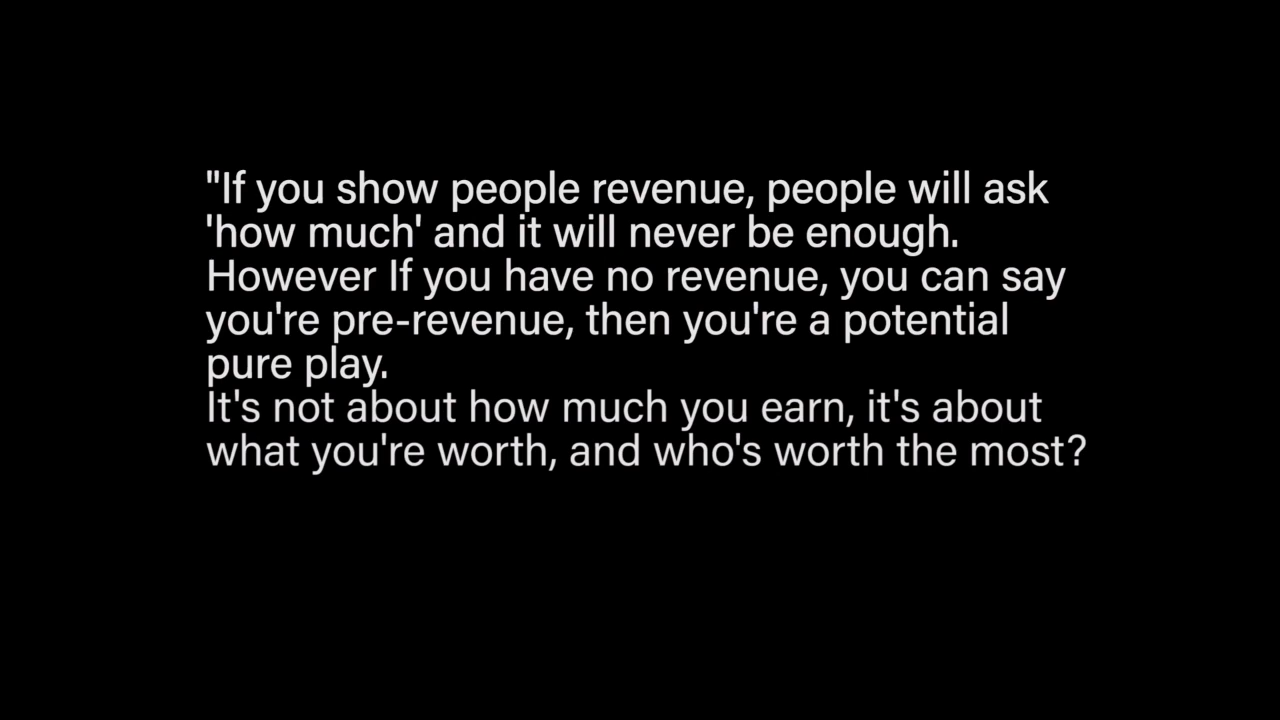 "If you show people revenue, people will ask
'how much' and it will never be enough.
However If you have no revenue, you can say
you're pre-revenue, then you're a potential
pure play.
It's not about how much you earn, it's about
what you're worth, and who's worth the most?